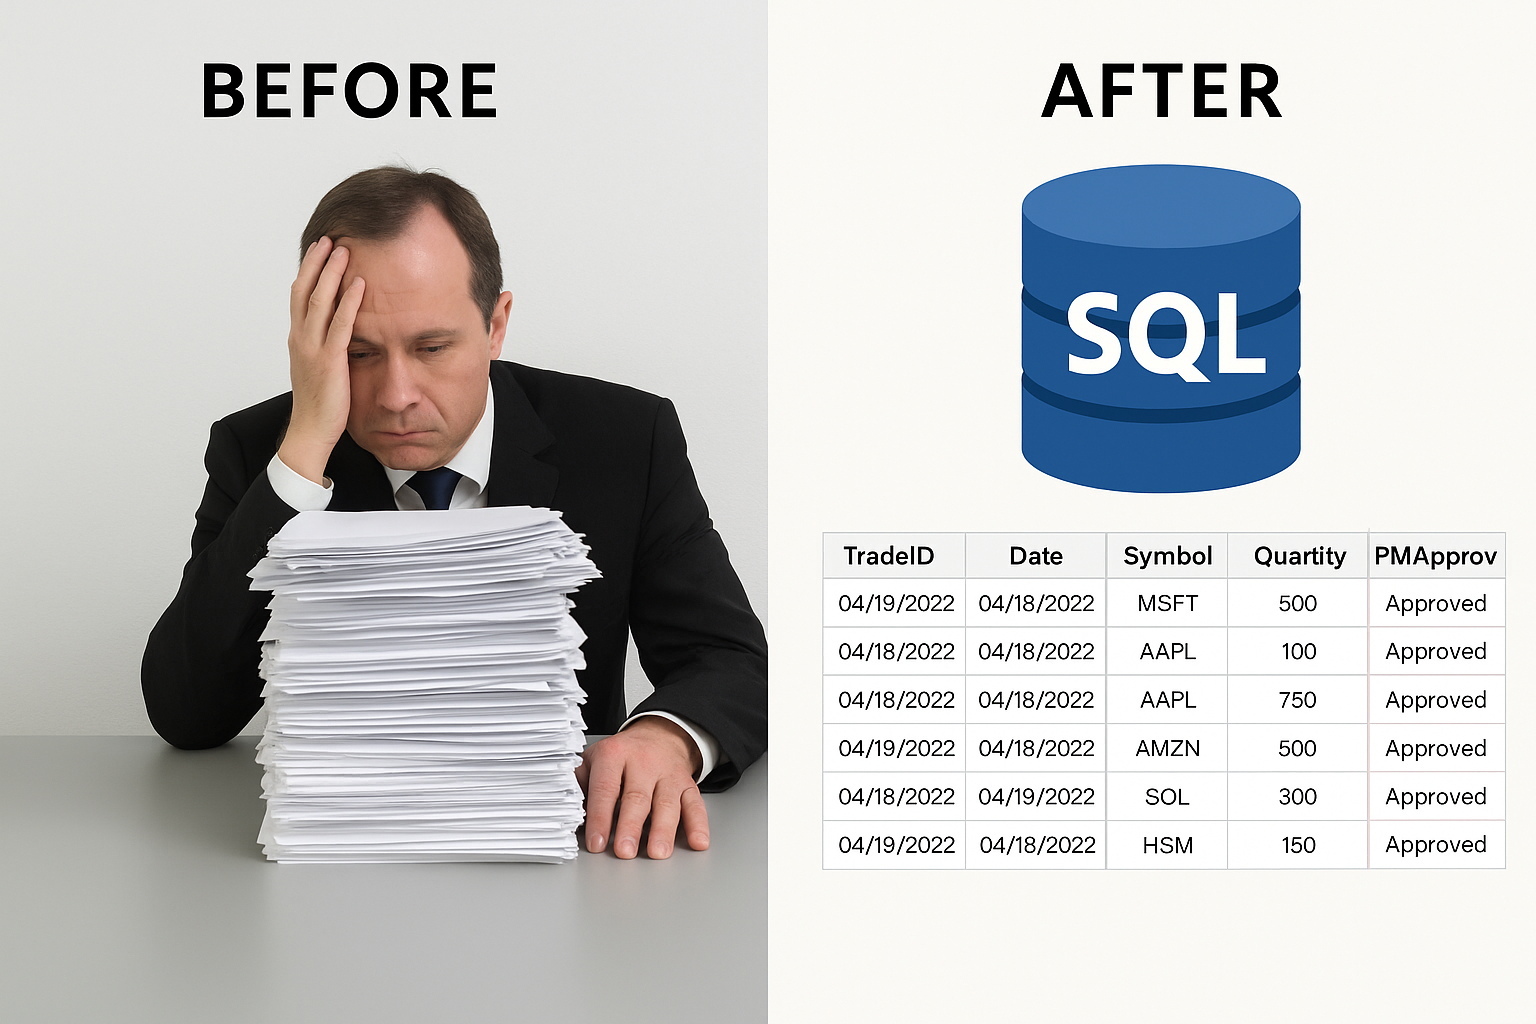 BEFORE
AFTER
SQL
TradeID Date Symbol Quartity PMApprov
04/19/2022 04/18/2022 MSFT 500 Approved
04/18/2022 04/18/2022 AAPL 100 Approved
04/18/2022 04/18/2022 AAPL 750 Approved
04/19/2022 04/18/2022 AMZN 500 Approved
04/18/2022 04/19/2022 SOL 300 Approved
04/19/2022 04/18/2022 HSM 150 Approved